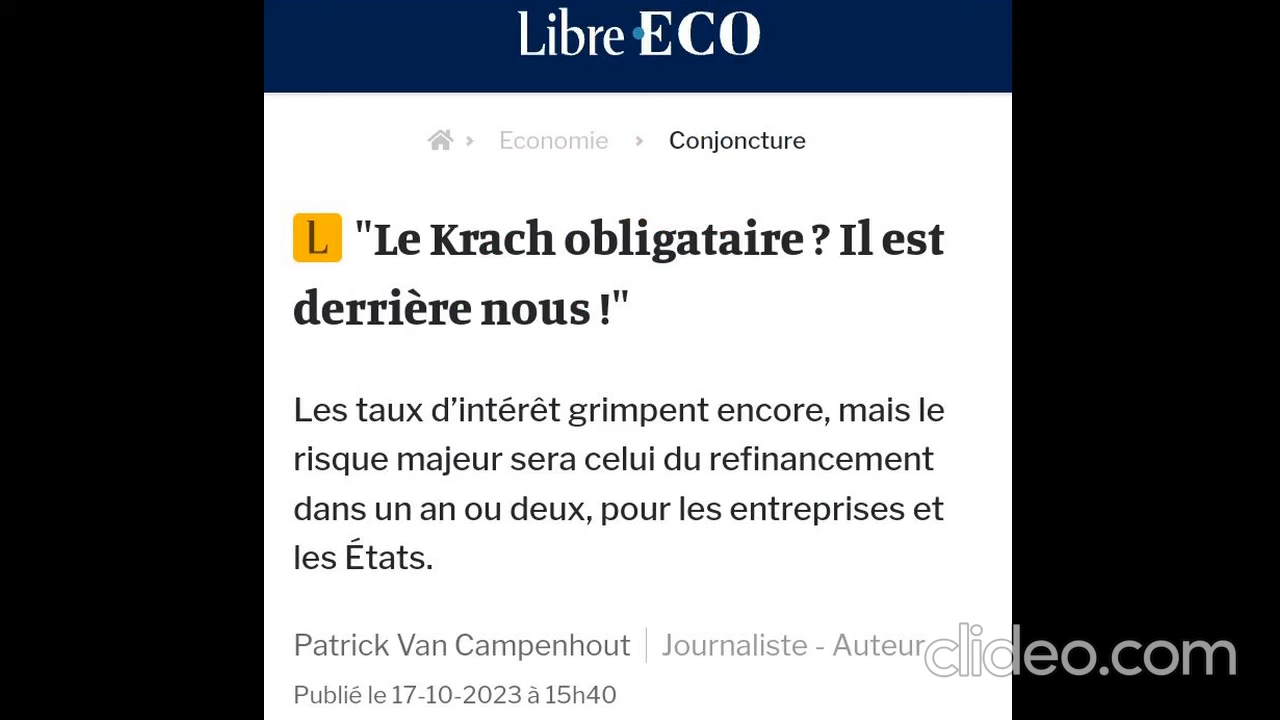 Libre ECO
Economie Conjoncture
L "Le Krach obligataire ? Il est
derrière nous !"
Les taux d’intérêt grimpent encore, mais le
risque majeur sera celui du refinancement
dans un an ou deux, pour les entreprises et
les États.
Patrick Van Campenhout Journaliste - Auteur
clideo.com
Publié le 17-10-2023 à 15h40